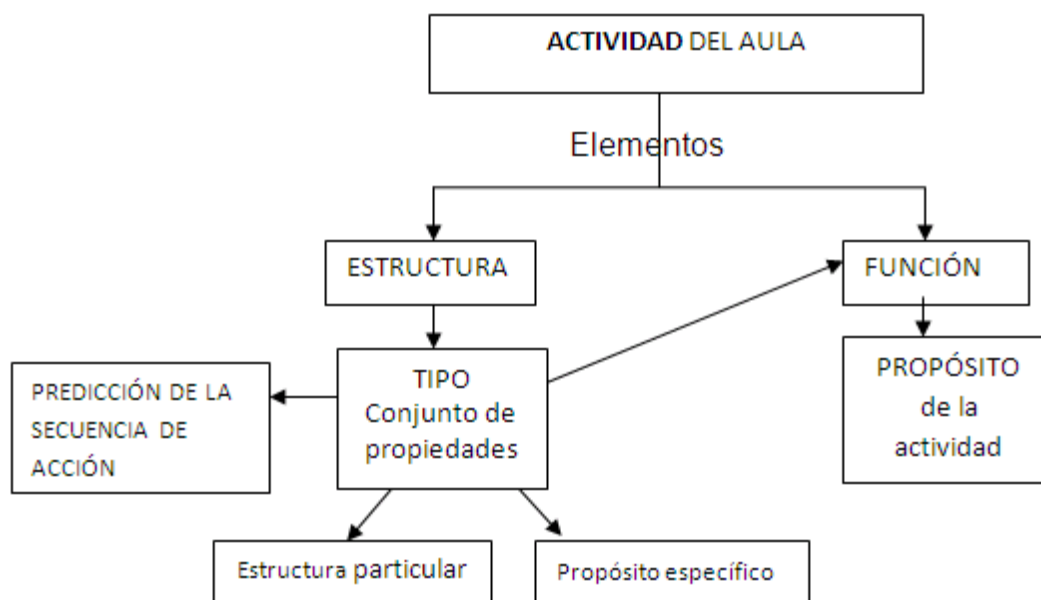 ACTIVIDAD DEL AULA
Elementos
ESTRUCTURA
FUNCIÓN
PREDICCIÓN DE LA
SECUENCIA DE
ACCIÓN
TIPO
Conjunto de
propiedades
PROPÓSITO
de la
actividad
Estructura particular
Propósito específico